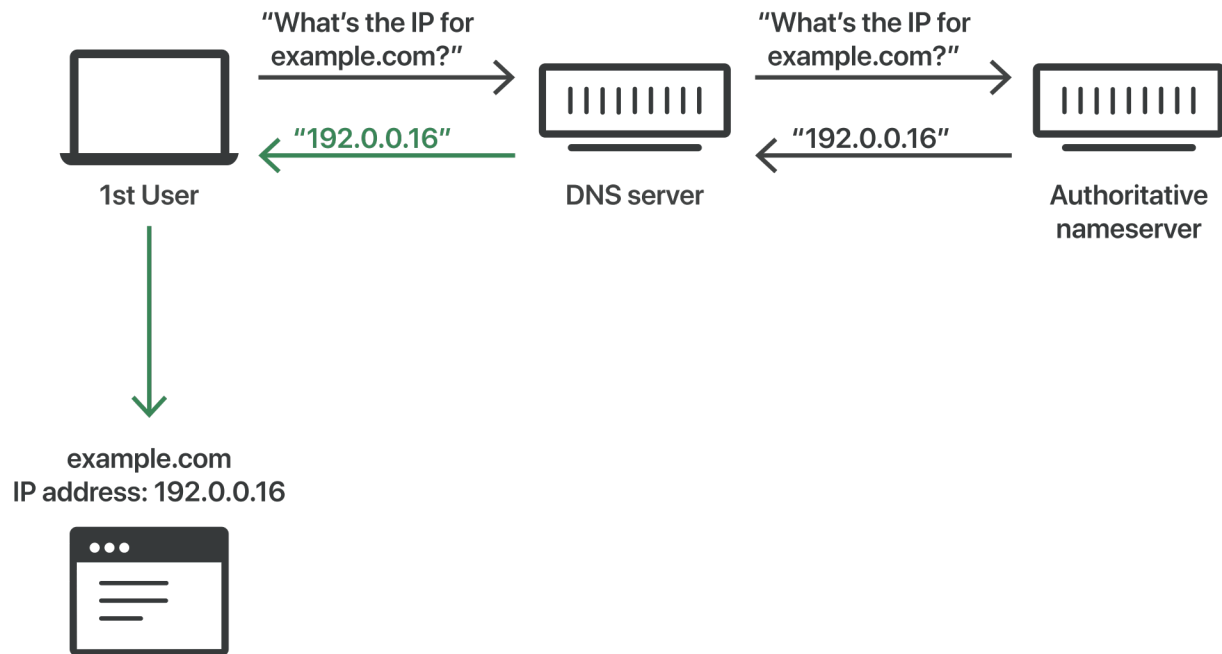 “What’s the IP for
example.com?”
“What’s the IP for
example.com?”
“192.0.0.16”
“192.0.0.16”
1st User
DNS server
Authoritative
nameserver
example.com
IP address: 192.0.0.16